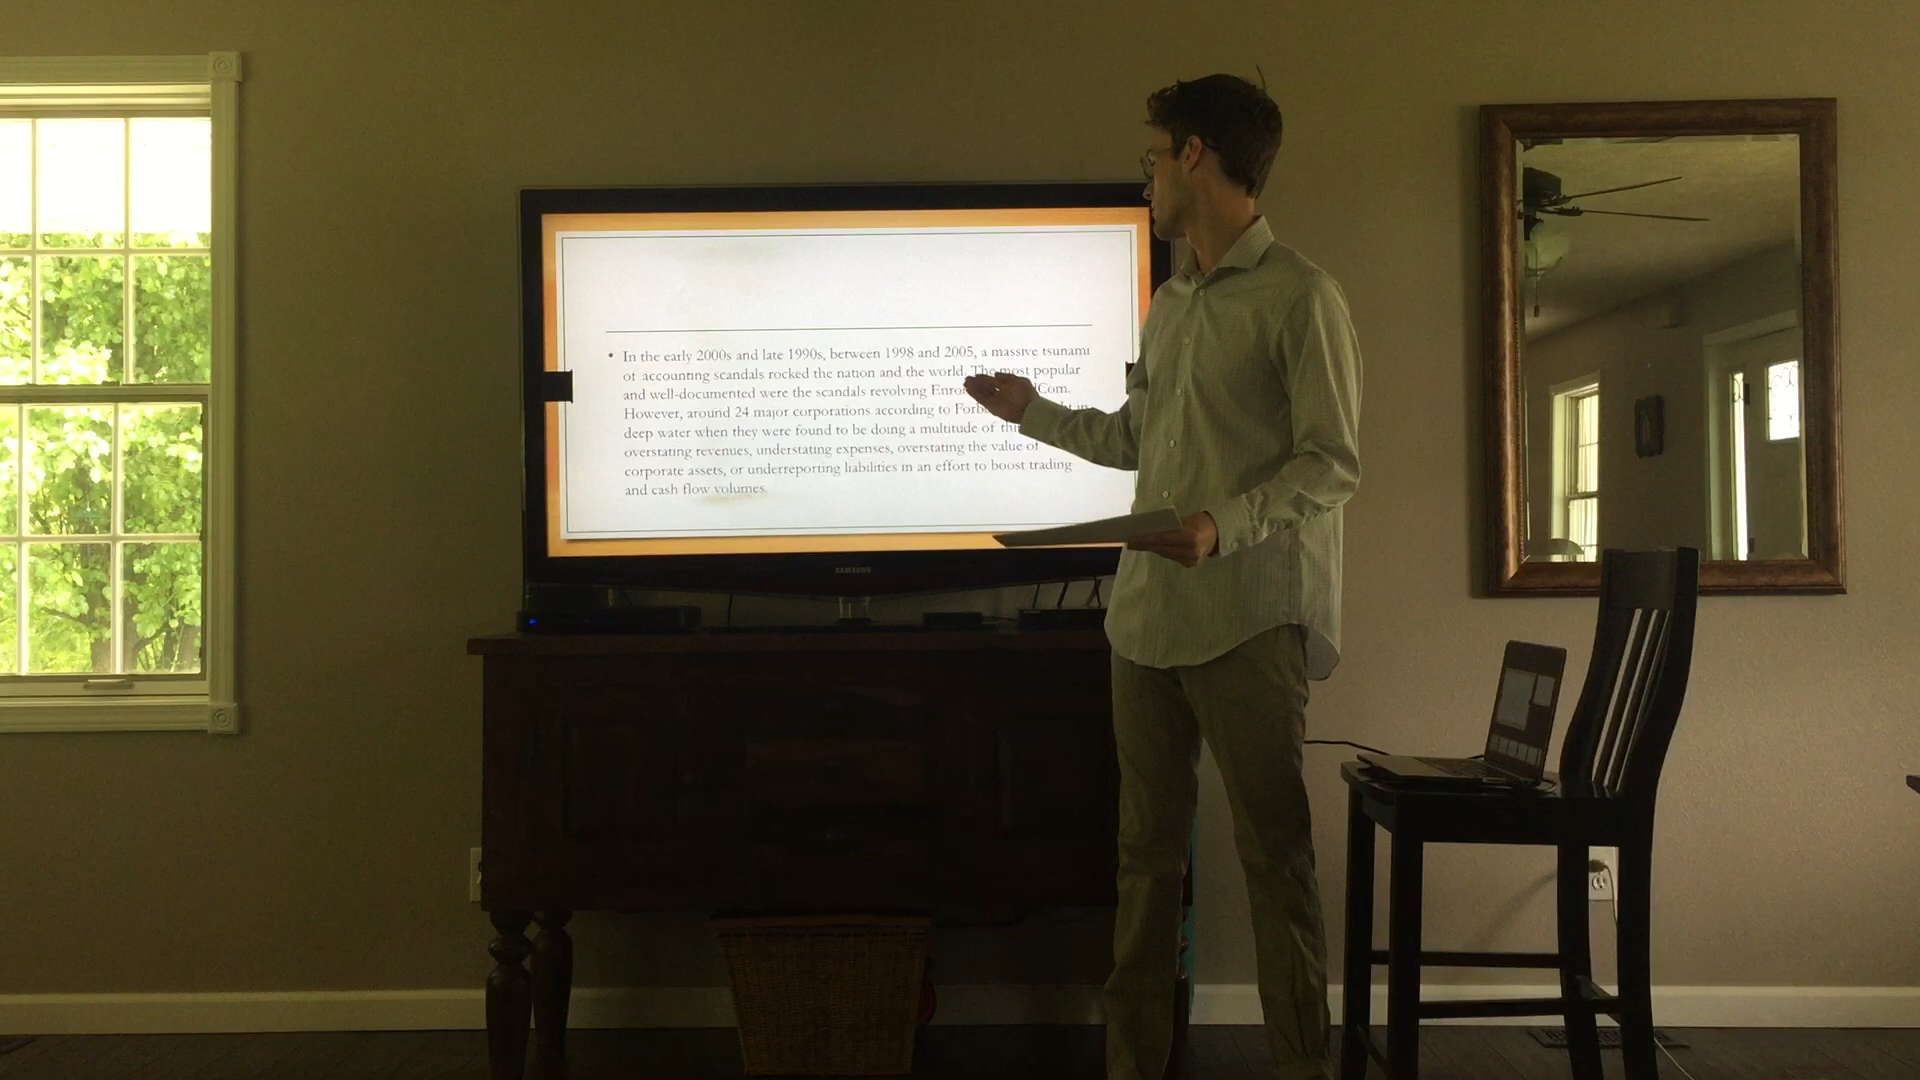 • In the early 2000s and late 1990s, between 1998 and 2005, a massive tsunami
of accounting scandals rocked the nation and the world. The most popular
and well-documented were the scandals revolving
However, around 24 major corporations according to
deep water when they were found to be doing a multitude of
overstating revenues, understating expenses, overstating the value of
corporate assets, or underreporting liabilities in an effort to boost trading
and cash flow volumes.
SAMSUNG